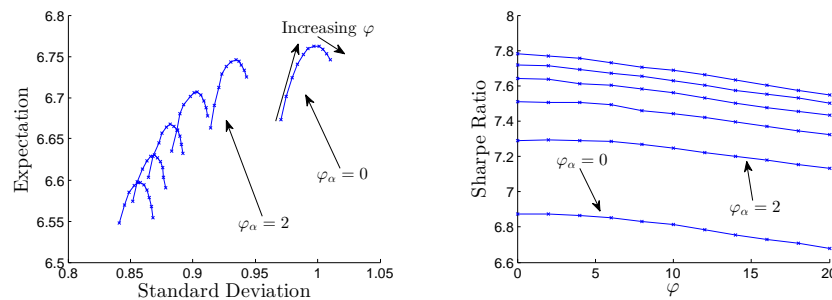 6.8
6.75
6.7
6.65
6.6
6.55
6.5
0.8
0.85
0.9
0.95
1
1.05
Expectation
Standard Deviation
Increasing φ
φα = 0
φα = 2
8
7.8
7.6
7.4
7.2
7
6.8
6.6
0
5
10
15
20
Sharpe Ratio
φ
φα = 0
φα = 2